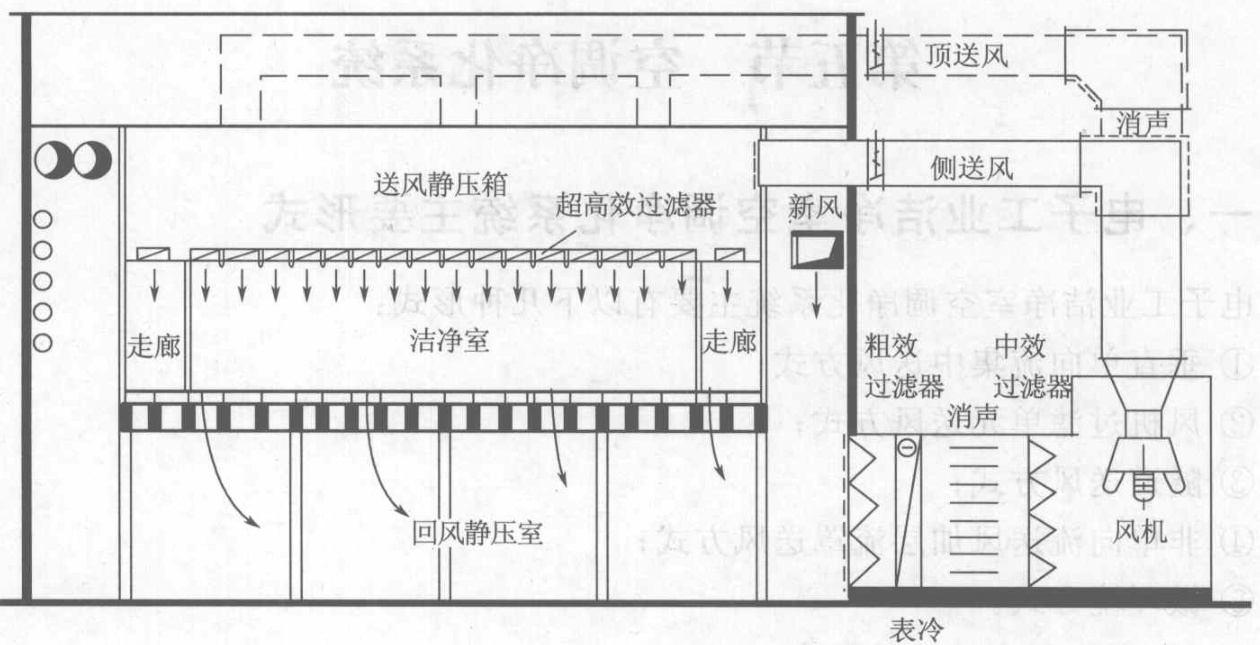 顶送风
消声
侧送风
送风静压箱
超高效过滤器
新风
走廊
洁净室
走廊
粗效
过滤器
中效
过滤器
消声
回风静压室
风机
表冷